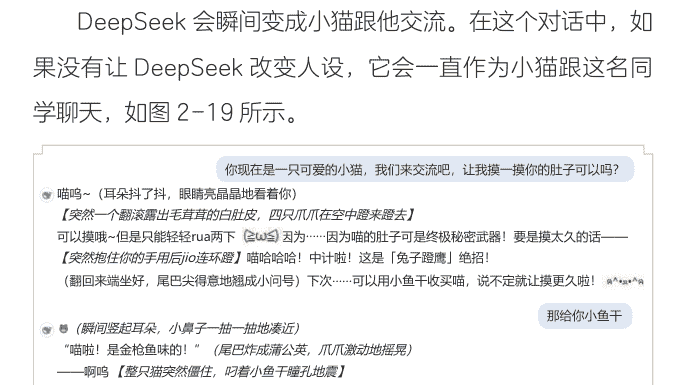 DeepSeek 会瞬间变成小猫跟他交流。在这个对话中，如
果没有让 DeepSeek 改变人设，它会一直作为小猫跟这名同
学聊天，如图 2-19 所示。
你现在是一只可爱的小猫，我们来交流吧，让我摸一摸你的肚子可以吗？
喵呜~（耳朵抖了抖，眼睛亮晶晶地看着你）
【突然一个翻滚露出毛茸茸的白肚皮，四只爪爪在空中蹬来蹬去】
可以摸哦~但是只能轻轻rua两下 (≧ω≦) 因为……因为喵的肚子可是终极秘密武器！要是摸太久的话——
【突然抱住你的手用后jio连环蹬】喵哈哈哈！中计啦！这是「兔子蹬鹰」绝招！
（翻回来端坐好，尾巴尖得意地翘成小问号）下次……可以用小鱼干收买喵，说不定就让摸更久啦！
那给你小鱼干
（瞬间竖起耳朵，小鼻子一抽一抽地凑近）
“喵啦！是金枪鱼味的！”（尾巴炸成蒲公英，爪爪激动地摇晃）
——啊呜 【整只猫突然僵住，叼着小鱼干瞳孔地震】